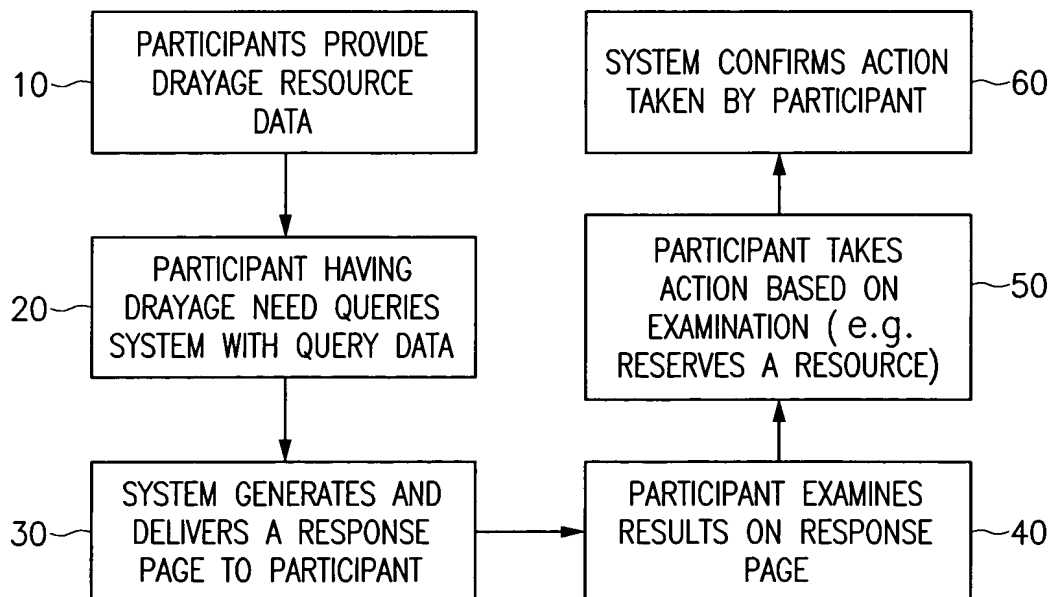 10
PARTICIPANTS PROVIDE
DRAYAGE RESOURCE
DATA
20
PARTICIPANT HAVING
DRAYAGE NEED QUERIES
SYSTEM WITH QUERY DATA
30
SYSTEM GENERATES AND
DELIVERS A RESPONSE
PAGE TO PARTICIPANT
PARTICIPANT EXAMINES
RESULTS ON RESPONSE
PAGE
40
PARTICIPANT TAKES
ACTION BASED ON
EXAMINATION ( e.g.
RESERVES A RESOURCE)
50
SYSTEM CONFIRMS ACTION
TAKEN BY PARTICIPANT
60